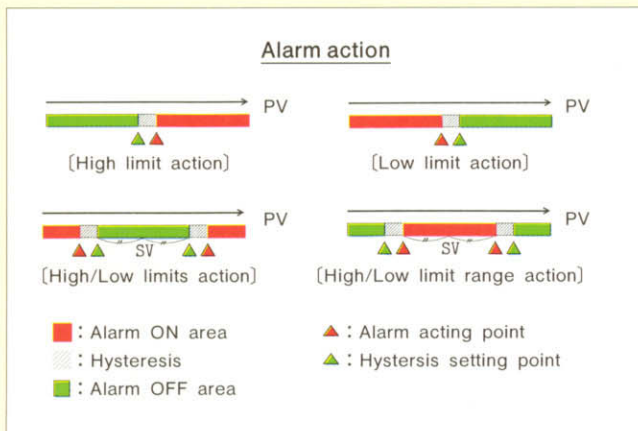 Alarm action
PV
PV
[High limit action]
[Low limit action]
PV
PV
SV
SV
[High/Low limits action]
[High/Low limit range action]
: Alarm ON area
: Alarm acting point
: Hysteresis
: Hystersis setting point
: Alarm OFF area